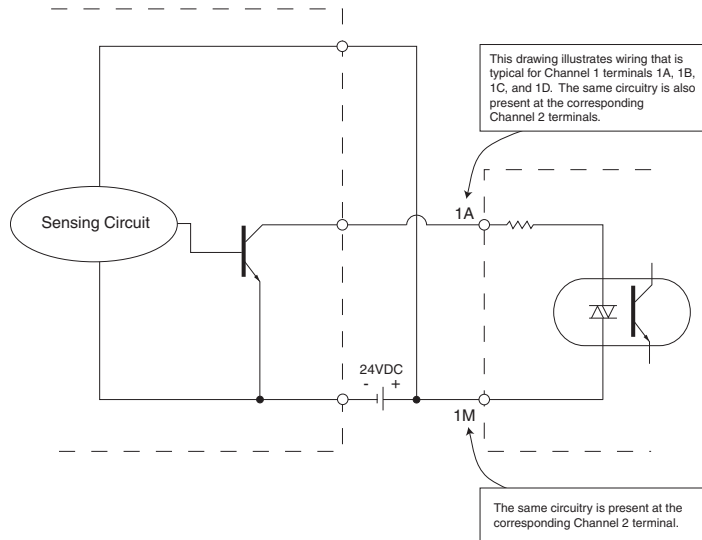 This drawing illustrates wiring that is
typical for Channel 1 terminals 1A, 1B,
1C, and 1D. The same circuitry is also
present at the corresponding
Channel 2 terminals.
Sensing Circuit
1A
24VDC
- +
1M
The same circuitry is present at the
corresponding Channel 2 terminal.